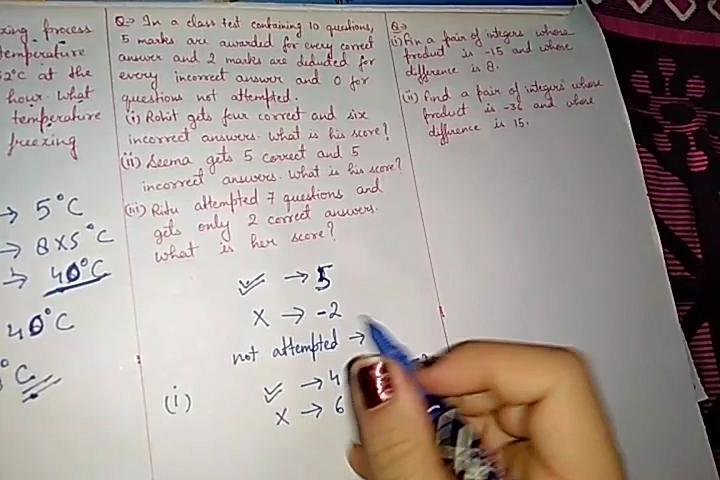 xing process
temperature
2°C at the
hour. What
temperature
freezing
→ 5°C
→ 8×5°C
→ 40°C
40°C
°C
Q→ In a class test containing 10 questions,
5 marks are awarded for every correct
answer and 2 marks are deducted for
every incorrect answer and 0 for
questions not attempted.
(i) Rohit gets four correct and six
incorrect answers. What is his score?
(ii) Seema gets 5 correct and 5
incorrect answers. What is his score?
(iii) Ritu attempted 7 questions and
gets only 2 correct answers.
What is her score?
✓ → 5
× → -2
not attempted →
(i) ✓ → 4
× → 6
Q→
(i) Fin a pair of integers whose
product is -15 and whose
difference is 8.
(ii) Find a pair of integers whose
product is -36 and whose
difference is 15.